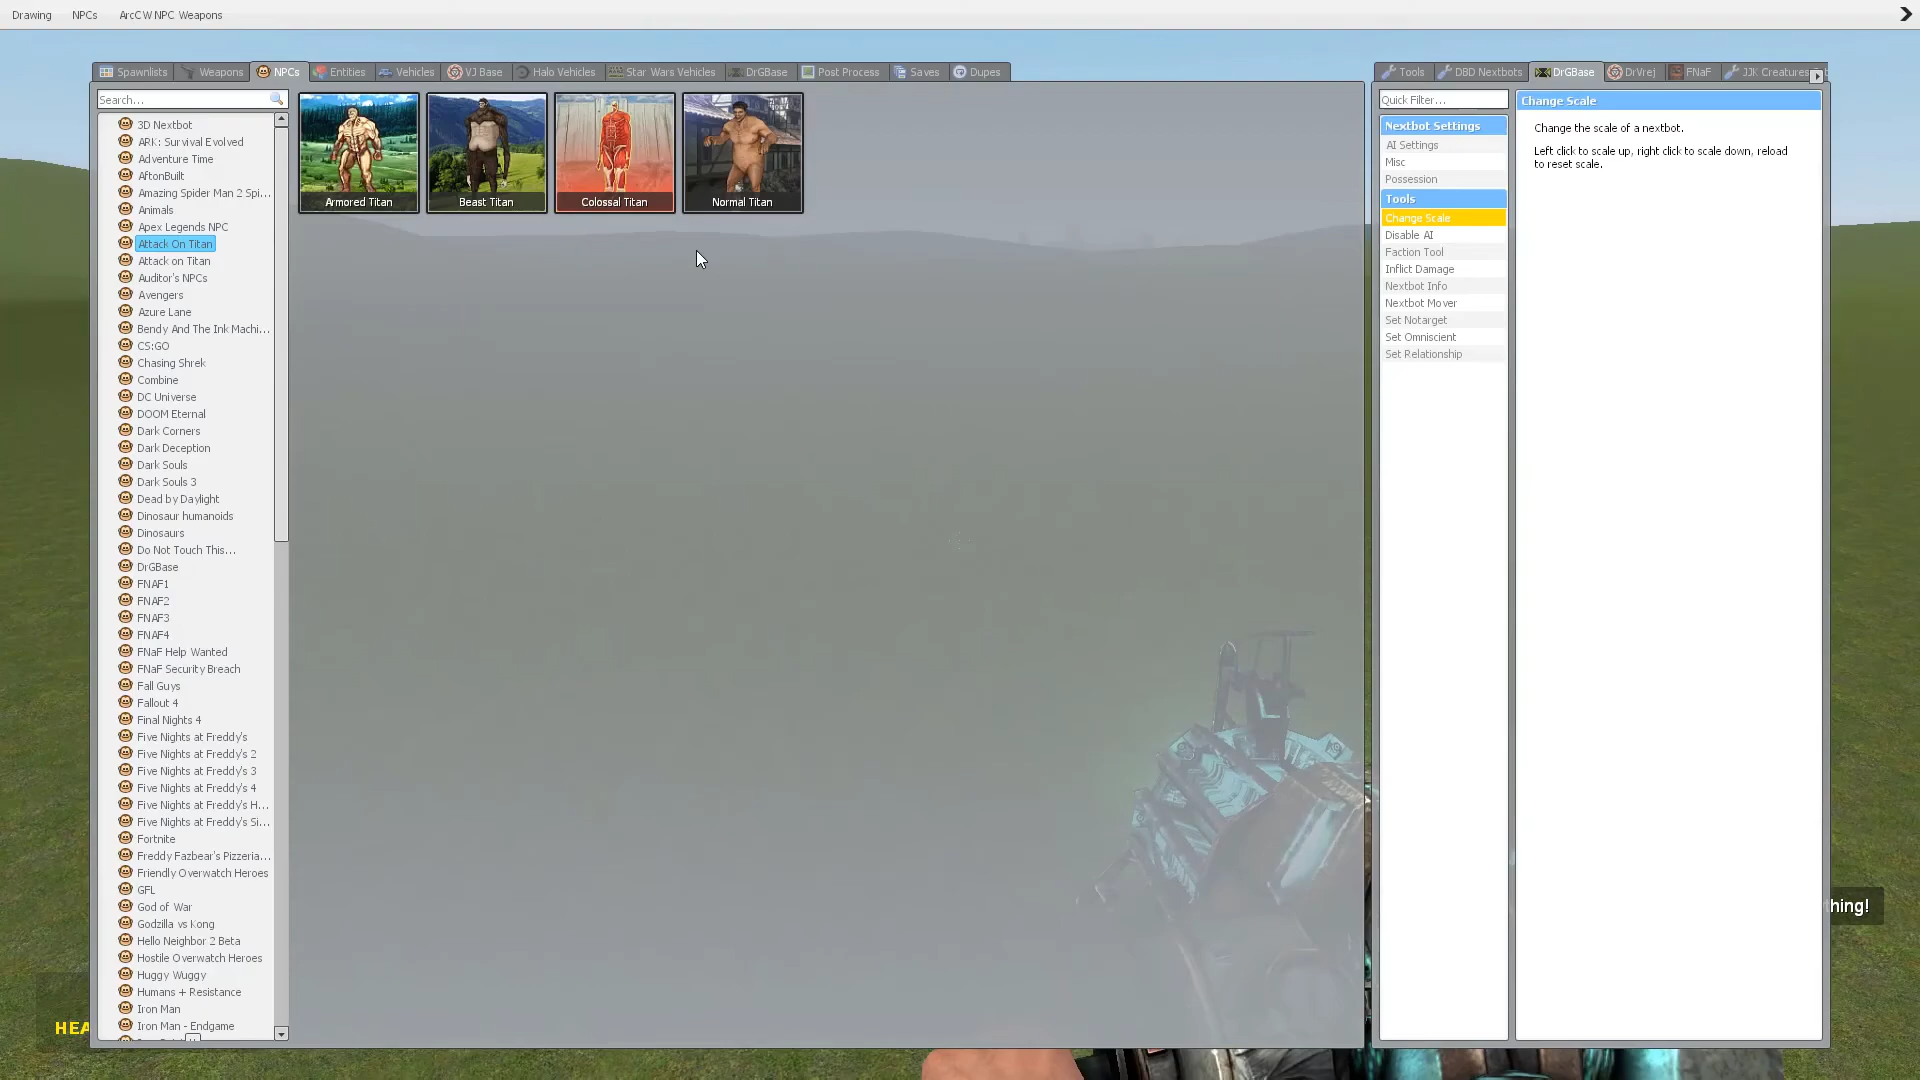 Drawing NPCs ArcCW NPC Weapons
Spawnlists Weapons NPCs Entities Vehicles VJ Base Halo Vehicles Star Wars Vehicles DrGBase Post Process Saves Dupes
Search...
3D Nextbot
ARK: Survival Evolved
Adventure Time
AftonBuilt
Amazing Spider Man 2 Spi...
Animals
Apex Legends NPC
Attack On Titan
Attack on Titan
Auditor's NPCs
Avengers
Azure Lane
Bendy And The Ink Machi...
CS:GO
Chasing Shrek
Combine
DC Universe
DOOM Eternal
Dark Corners
Dark Deception
Dark Souls
Dark Souls 3
Dead by Daylight
Dinosaur humanoids
Dinosaurs
Do Not Touch This...
DrGBase
FNAF1
FNAF2
FNAF3
FNAF4
FNaF Help Wanted
FNaF Security Breach
Fall Guys
Fallout 4
Final Nights 4
Five Nights at Freddy's
Five Nights at Freddy's 2
Five Nights at Freddy's 3
Five Nights at Freddy's 4
Five Nights at Freddy's H...
Five Nights at Freddy's Si...
Fortnite
Freddy Fazbear's Pizzeria...
Friendly Overwatch Heroes
GFL
God of War
Godzilla vs Kong
Hello Neighbor 2 Beta
Hostile Overwatch Heroes
Huggy Wuggy
Humans + Resistance
Iron Man
Iron Man - Endgame
Armored Titan Beast Titan Colossal Titan Normal Titan
Tools DBD Nextbots DrGBase DrVrej FNaF JJK Creatures
Quick Filter...
Nextbot Settings
AI Settings
Misc
Possession
Tools
Change Scale
Disable AI
Faction Tool
Inflict Damage
Nextbot Info
Nextbot Mover
Set Notarget
Set Omniscient
Set Relationship
Change Scale
Change the scale of a nextbot.
Left click to scale up, right click to scale down, reload
to reset scale.
thing!
HEA